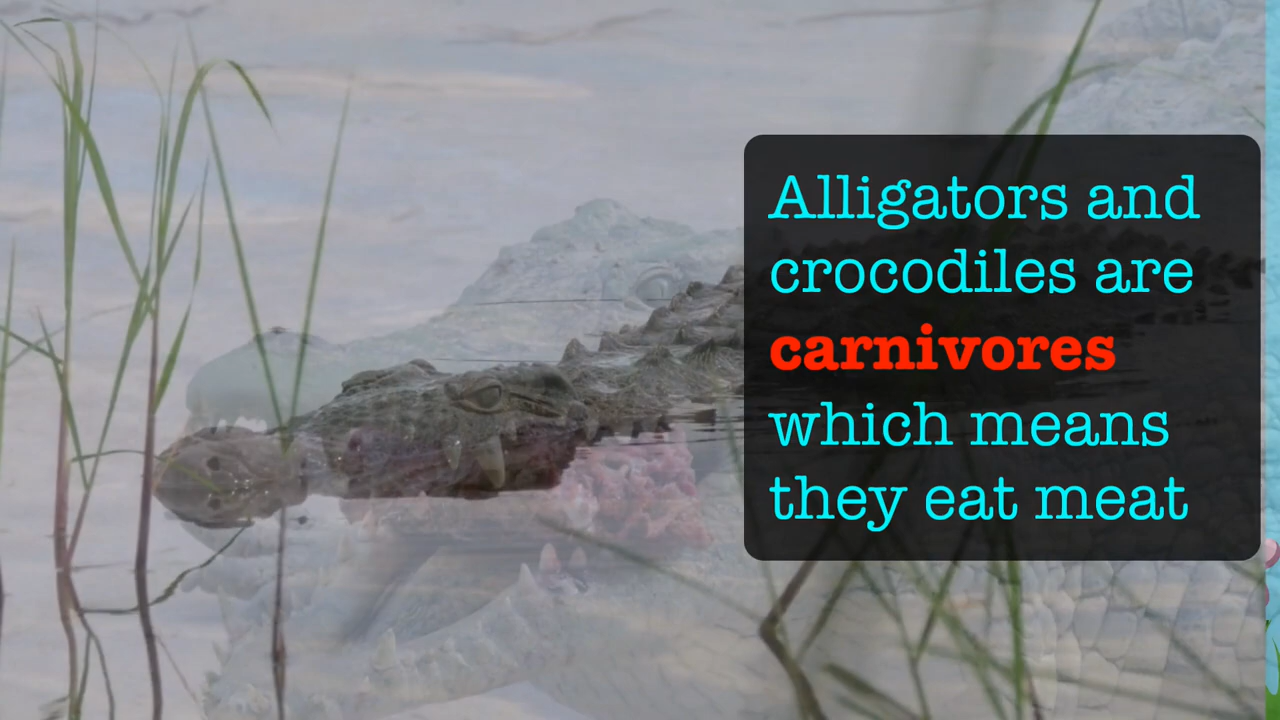 Alligators and
crocodiles are
carnivores
which means
they eat meat